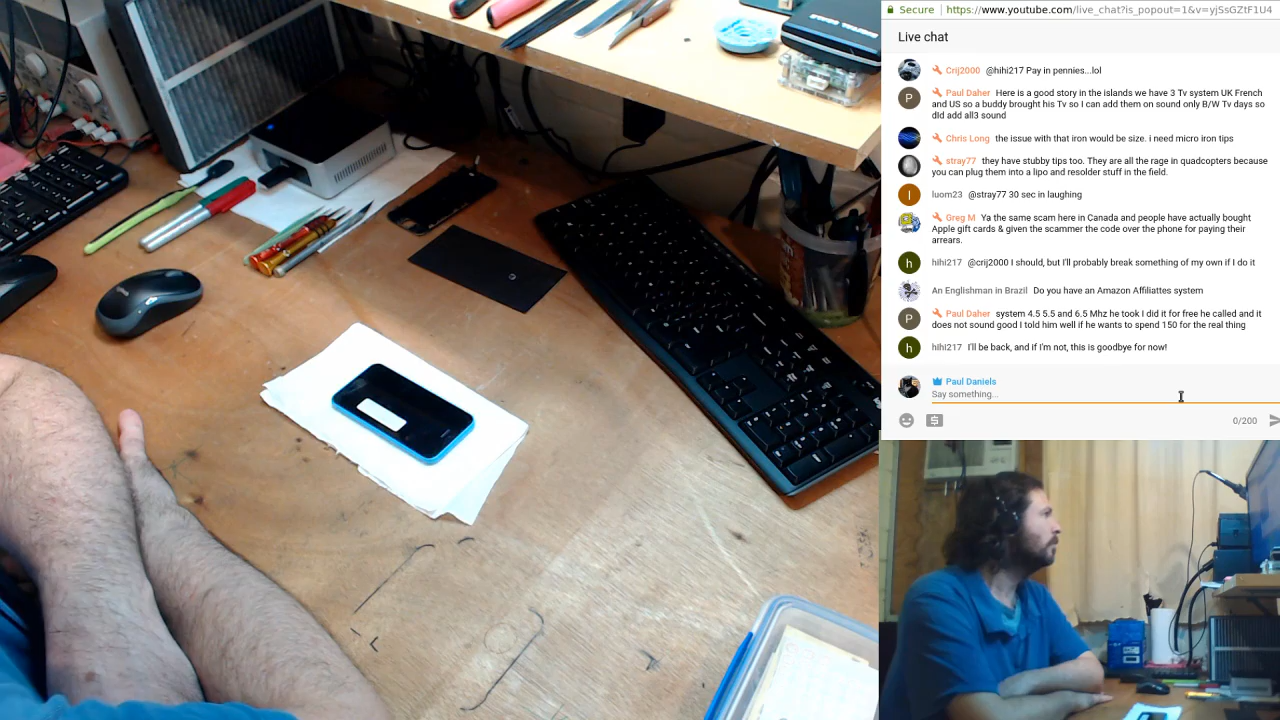 Secure https://www.youtube.com/live_chat?is_popout=1&v=yjSsGZtF1U4
Live chat
Crij2000 @hihi217 Pay in pennies...lol
P Paul Daher Here is a good story in the islands we have 3 Tv system UK French
and US so a buddy brought his Tv so I can add them on sound only B/W Tv days so
dId add all3 sound
Chris Long the issue with that iron would be size. i need micro iron tips
stray77 they have stubby tips too. They are all the rage in quadcopters because
you can plug them into a lipo and resolder stuff in the field.
l luom23 @stray77 30 sec in laughing
Greg M Ya the same scam here in Canada and people have actually bought
Apple gift cards & given the scammer the code over the phone for paying their
arrears.
h hihi217 @crij2000 I should, but I'll probably break something of my own if I do it
An Englishman in Brazil Do you have an Amazon Affiliattes system
P Paul Daher system 4.5 5.5 and 6.5 Mhz he took I did it for free he called and it
does not sound good I told him well if he wants to spend 150 for the real thing
h hihi217 I'll be back, and if I'm not, this is goodbye for now!
Paul Daniels
Say something...
0/200